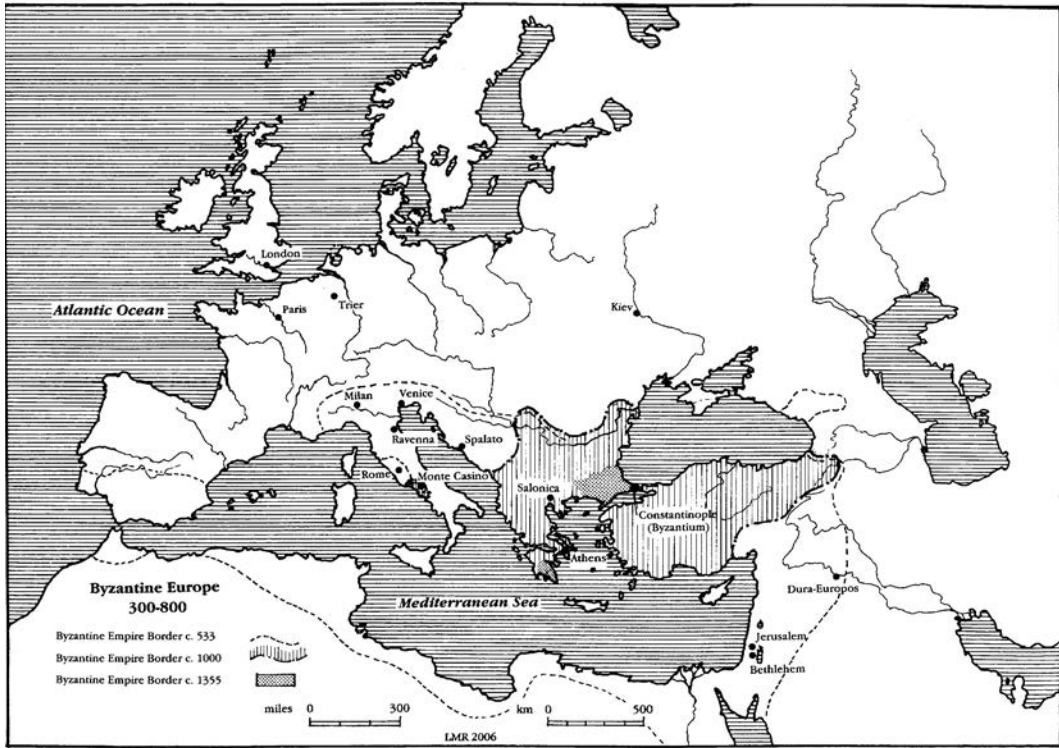 London
Atlantic Ocean
Paris
Trier
Kiev
Milan
Venice
Ravenna
Spalato
Rome
Monte Casino
Salonica
Constantinople
(Byzantium)
Athens
Dura-Europos
Mediterranean Sea
Jerusalem
Bethlehem
Byzantine Europe
300-800
Byzantine Empire Border c. 533
Byzantine Empire Border c. 1000
Byzantine Empire Border c. 1355
miles 0 300 km 0 500
LMR 2006